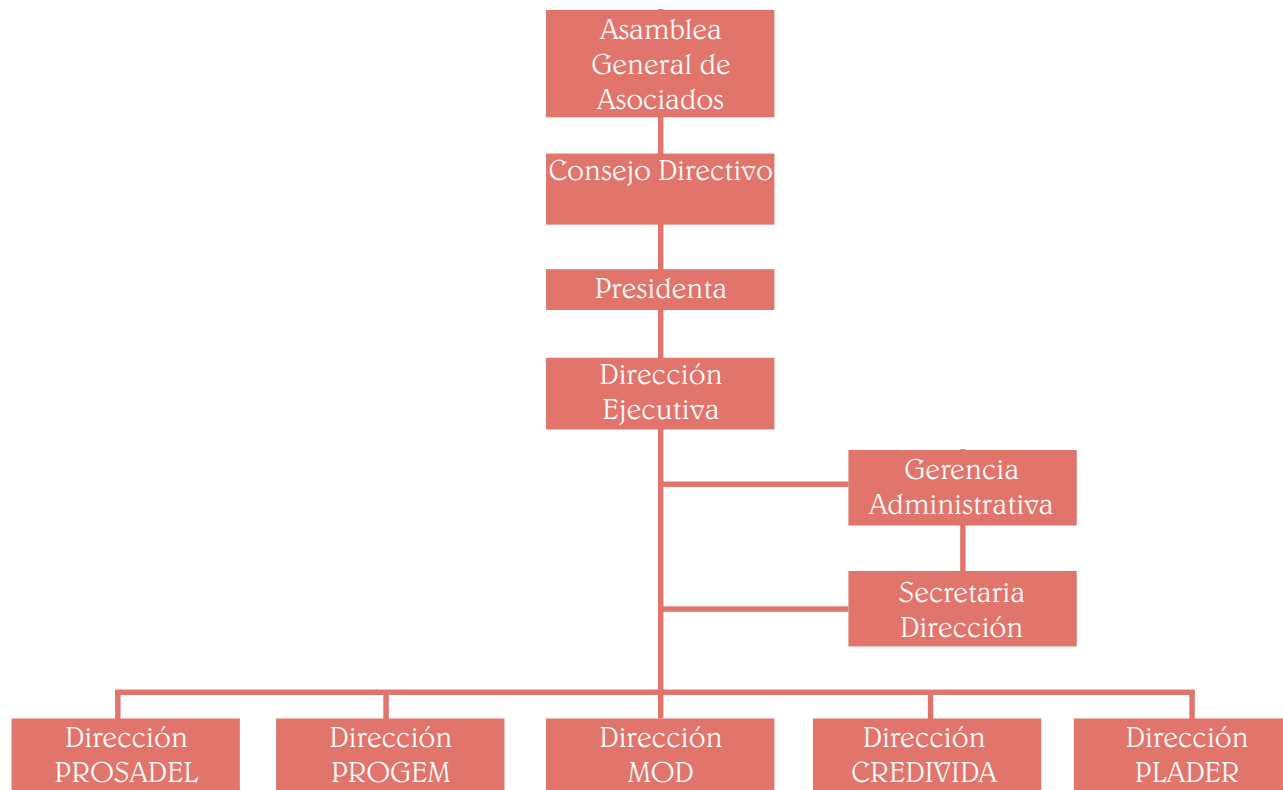 Asamblea
General de
Asociados
Consejo Directivo
Presidenta
Dirección
Ejecutiva
Gerencia
Administrativa
Secretaria
Dirección
Dirección
PROSADEL
Dirección
PROGEM
Dirección
MOD
Dirección
CREDIVIDA
Dirección
PLADER